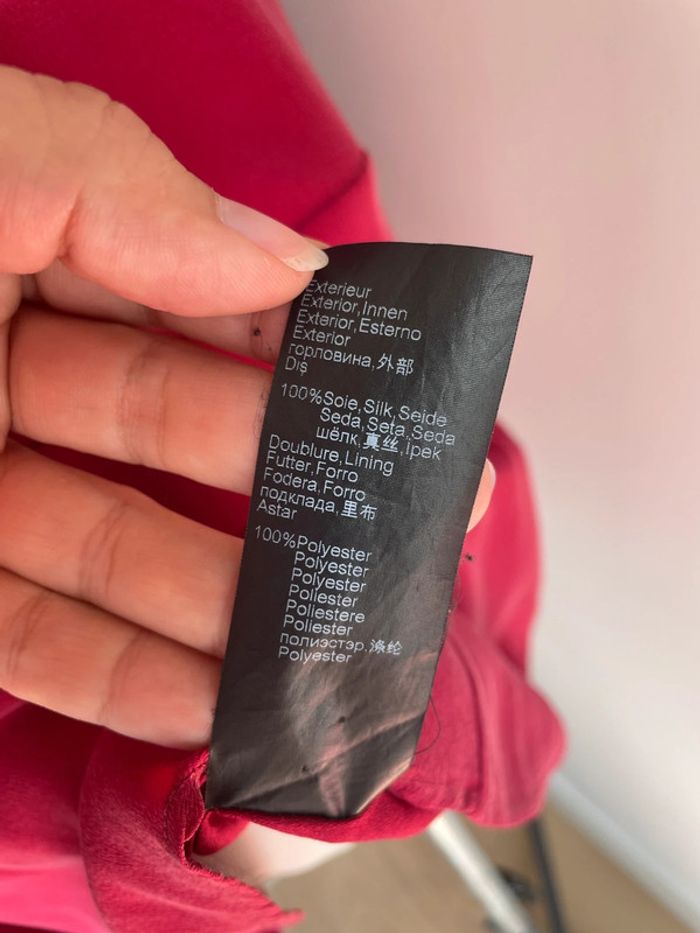 Exterieur
Exterior,Innen
Exterior,Esterno
Exterior
горловина,外部
Dış
100%Soie,Silk,Seide
Seda,Seta,Seda
шёлк,真丝,ipek
Doublure,Lining
Futter,Forro
Fodera,Forro
подклада,里布
Astar
100%Polyester
Polyester
Polyester
Poliester
Poliestere
Poliester
полиэстэр,涤纶
Polyester